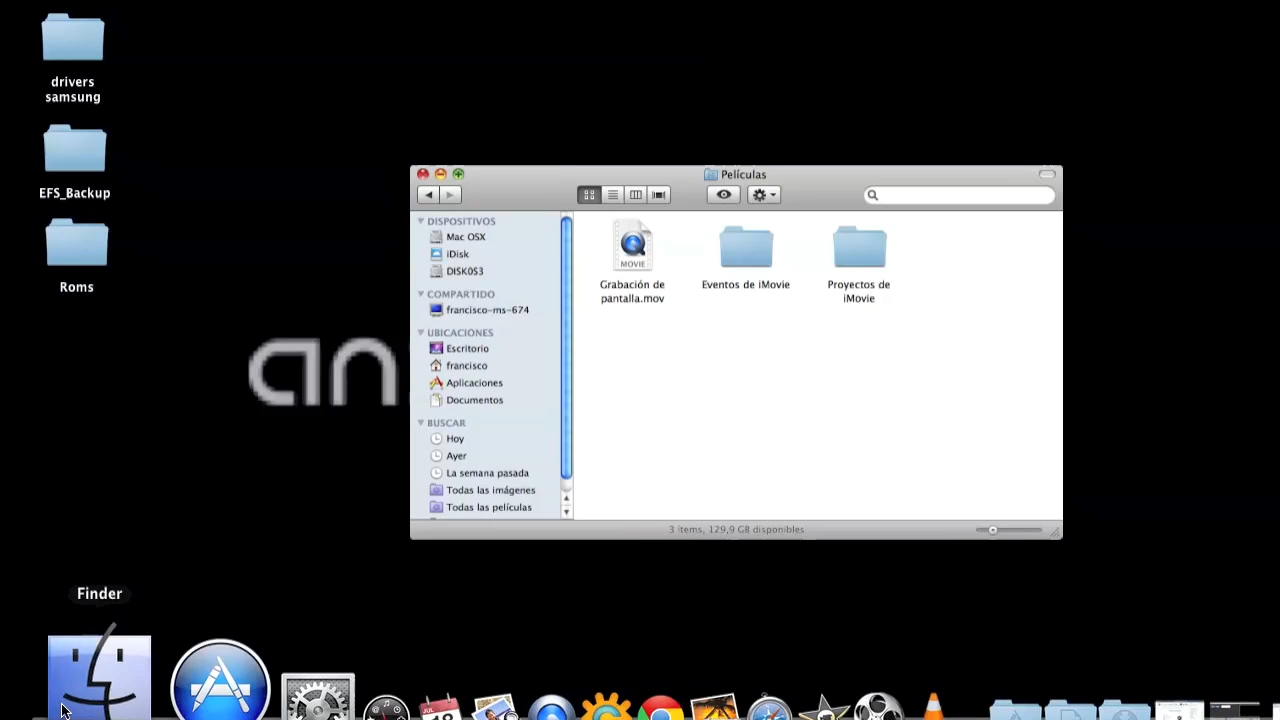 drivers
samsung
EFS_Backup
Roms
Películas
DISPOSITIVOS
Mac OSX
iDisk
DISK0S3
COMPARTIDO
francisco-ms-674
UBICACIONES
Escritorio
francisco
Aplicaciones
Documentos
BUSCAR
Hoy
Ayer
La semana pasada
Todas las imágenes
Todas las películas
MOVIE
Grabación de
pantalla.mov
Eventos de iMovie
Proyectos de
iMovie
3 ítems, 129,9 GB disponibles
an
Finder
JUL